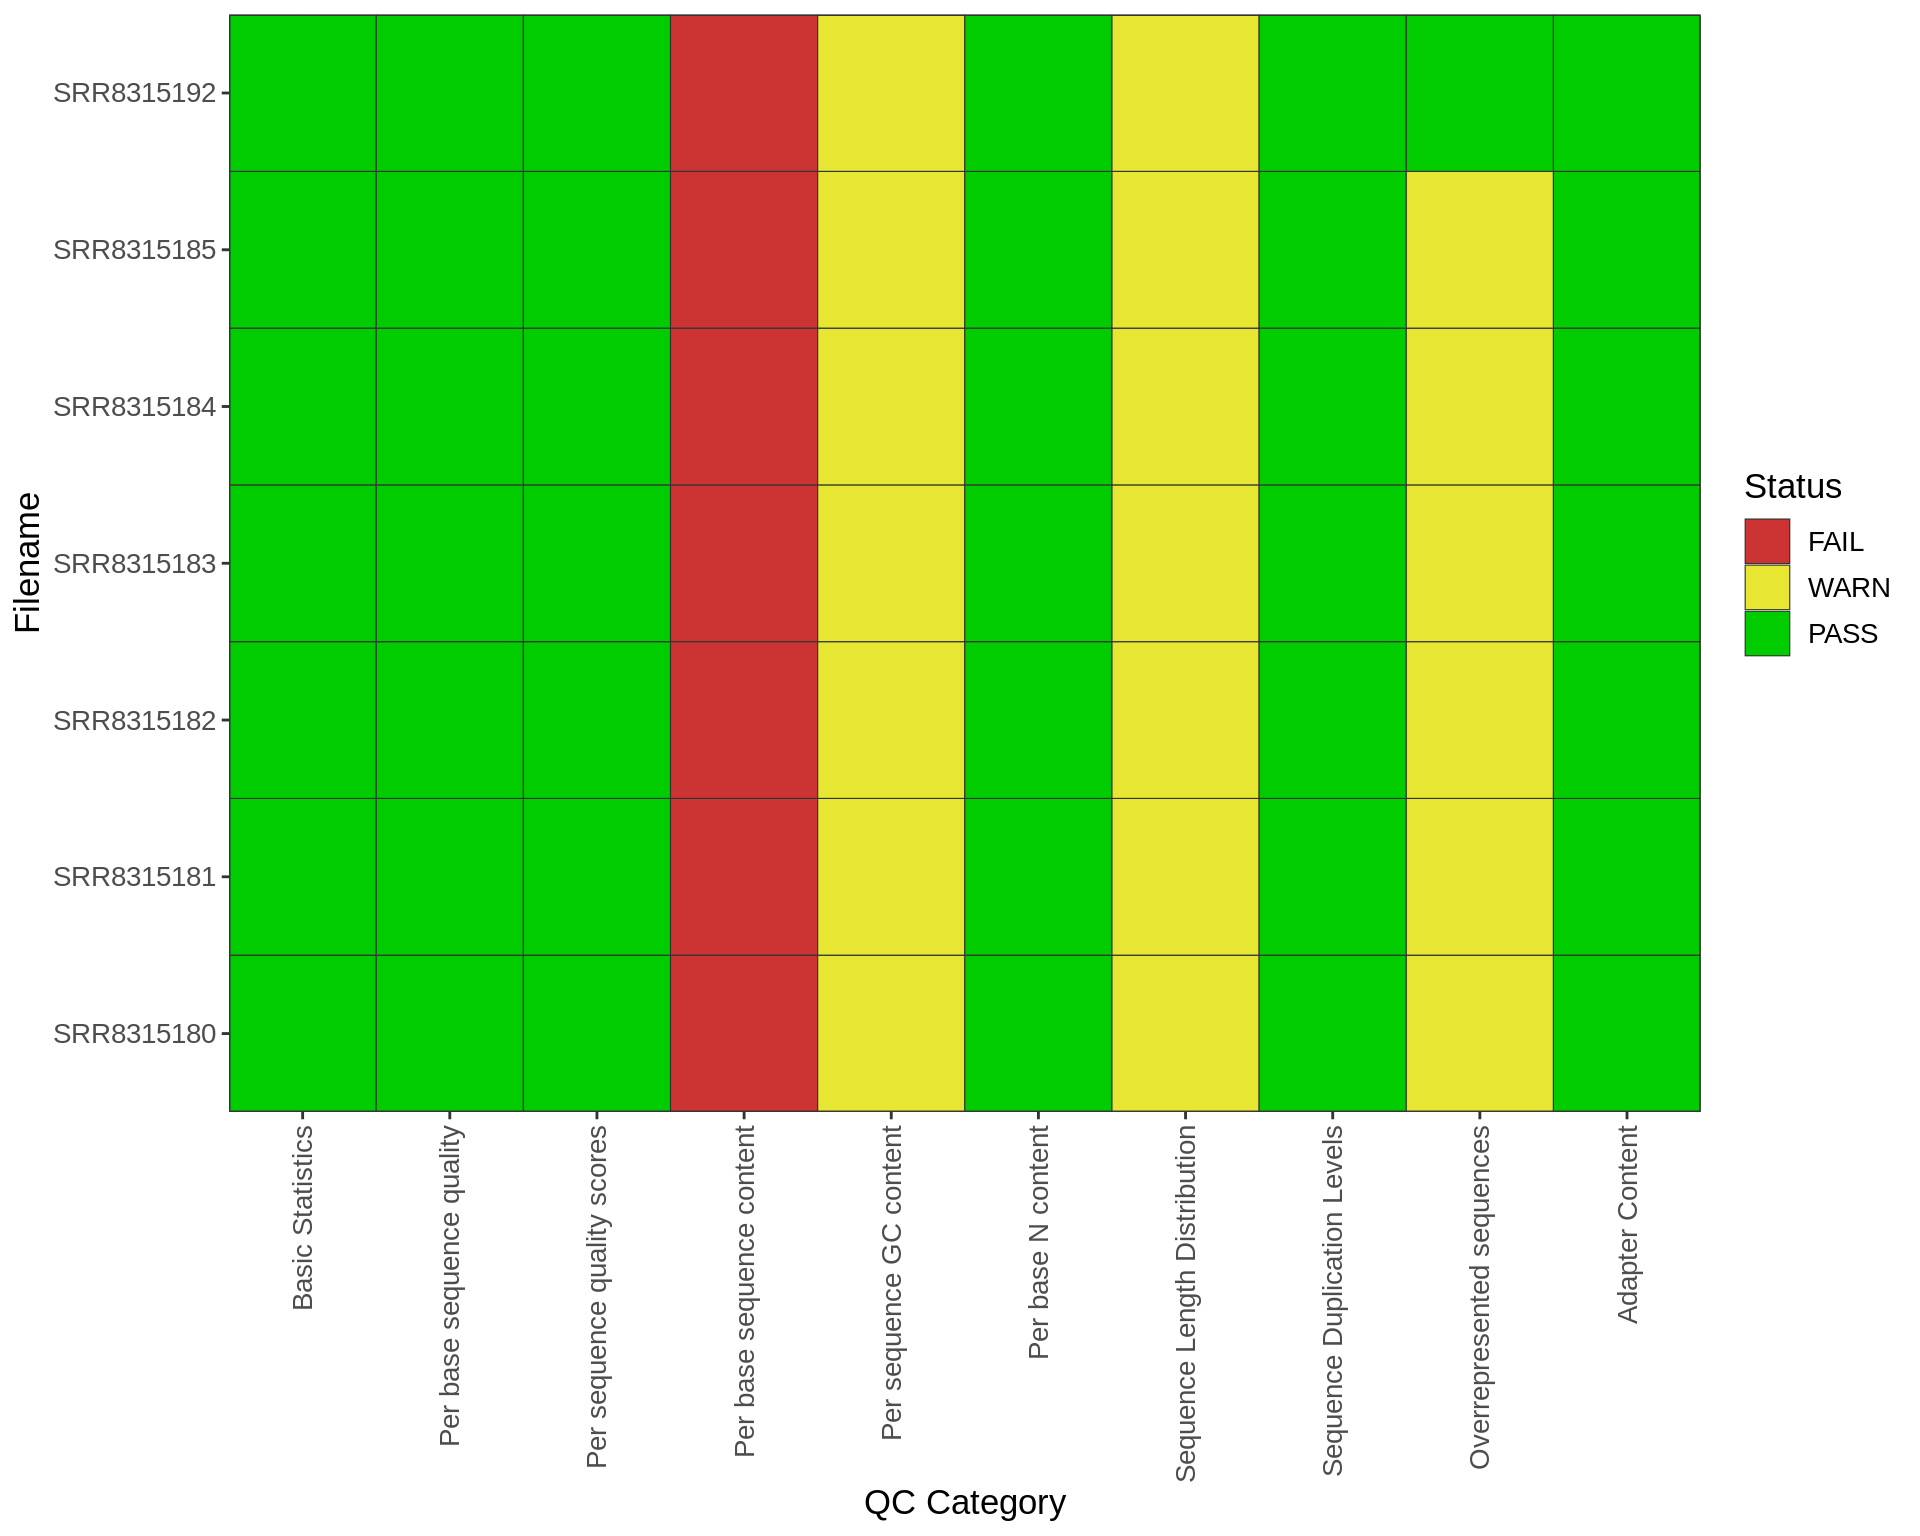 Filename
SRR8315192
SRR8315185
SRR8315184
SRR8315183
SRR8315182
SRR8315181
SRR8315180
Basic Statistics
Per base sequence quality
Per sequence quality scores
Per base sequence content
Per sequence GC content
Per base N content
Sequence Length Distribution
Sequence Duplication Levels
Overrepresented sequences
Adapter Content
QC Category
Status
FAIL
WARN
PASS